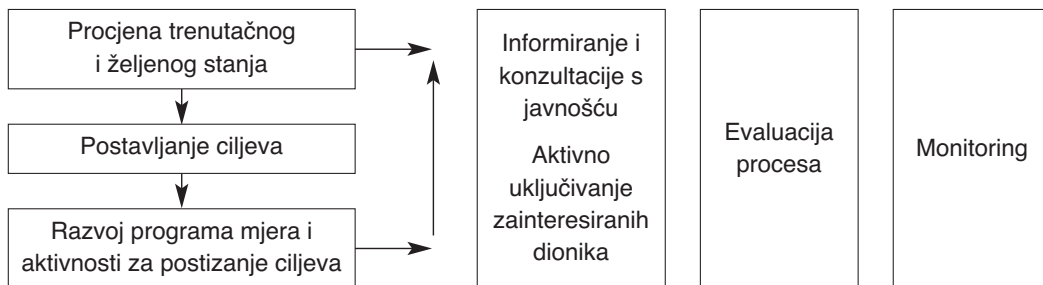 Procjena trenutačnog
i željenog stanja
Postavljanje ciljeva
Razvoj programa mjera i
aktivnosti za postizanje ciljeva
Informiranje i
konzultacije s
javnošću
Aktivno
uključivanje
zainteresiranih
dionika
Evaluacija
procesa
Monitoring